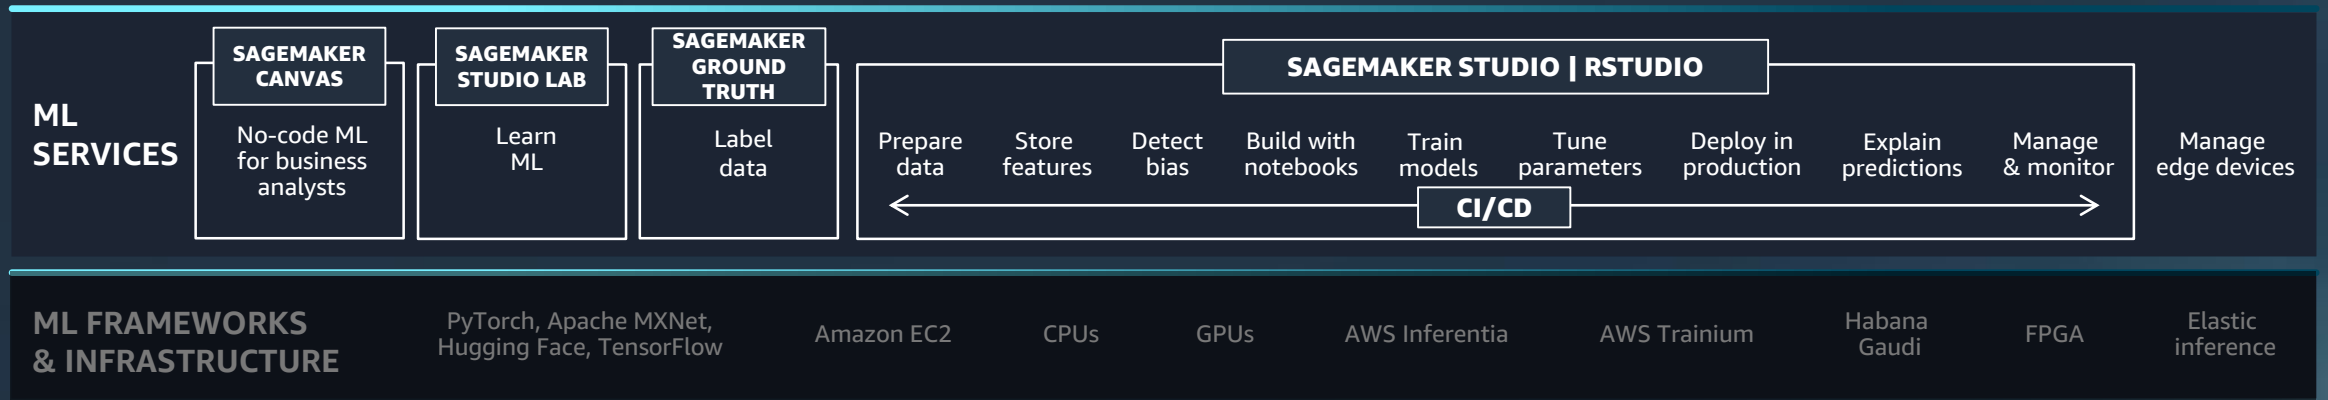 SAGEMAKER
CANVAS
SAGEMAKER
STUDIO LAB
SAGEMAKER
GROUND
TRUTH
SAGEMAKER STUDIO | RSTUDIO
ML
SERVICES
No-code ML
for business
analysts
Learn
ML
Label
data
Prepare
data
Store
features
Detect
bias
Build with
notebooks
Train
models
Tune
parameters
Deploy in
production
Explain
predictions
Manage
& monitor
Manage
edge devices
CI/CD
ML FRAMEWORKS
& INFRASTRUCTURE
PyTorch, Apache MXNet,
Hugging Face, TensorFlow
Amazon EC2
CPUs
GPUs
AWS Inferentia
AWS Trainium
Habana
Gaudi
FPGA
Elastic
inference